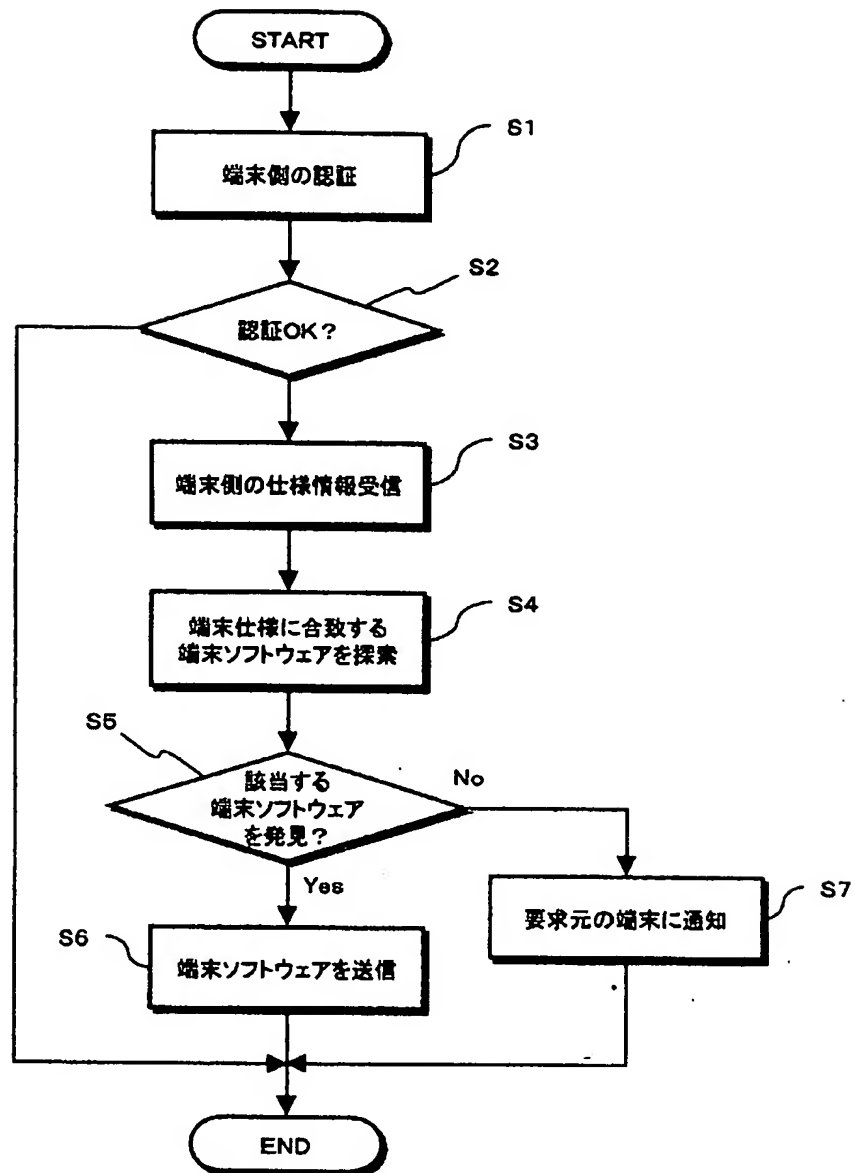 START
S1
端末側の認証
S2
認証OK？
S3
端末側の仕様情報受信
S4
端末仕様に合致する
端末ソフトウェアを探索
S5
該当する
端末ソフトウェア
を発見？
No
Yes
S7
要求元の端末に通知
S6
端末ソフトウェアを送信
END